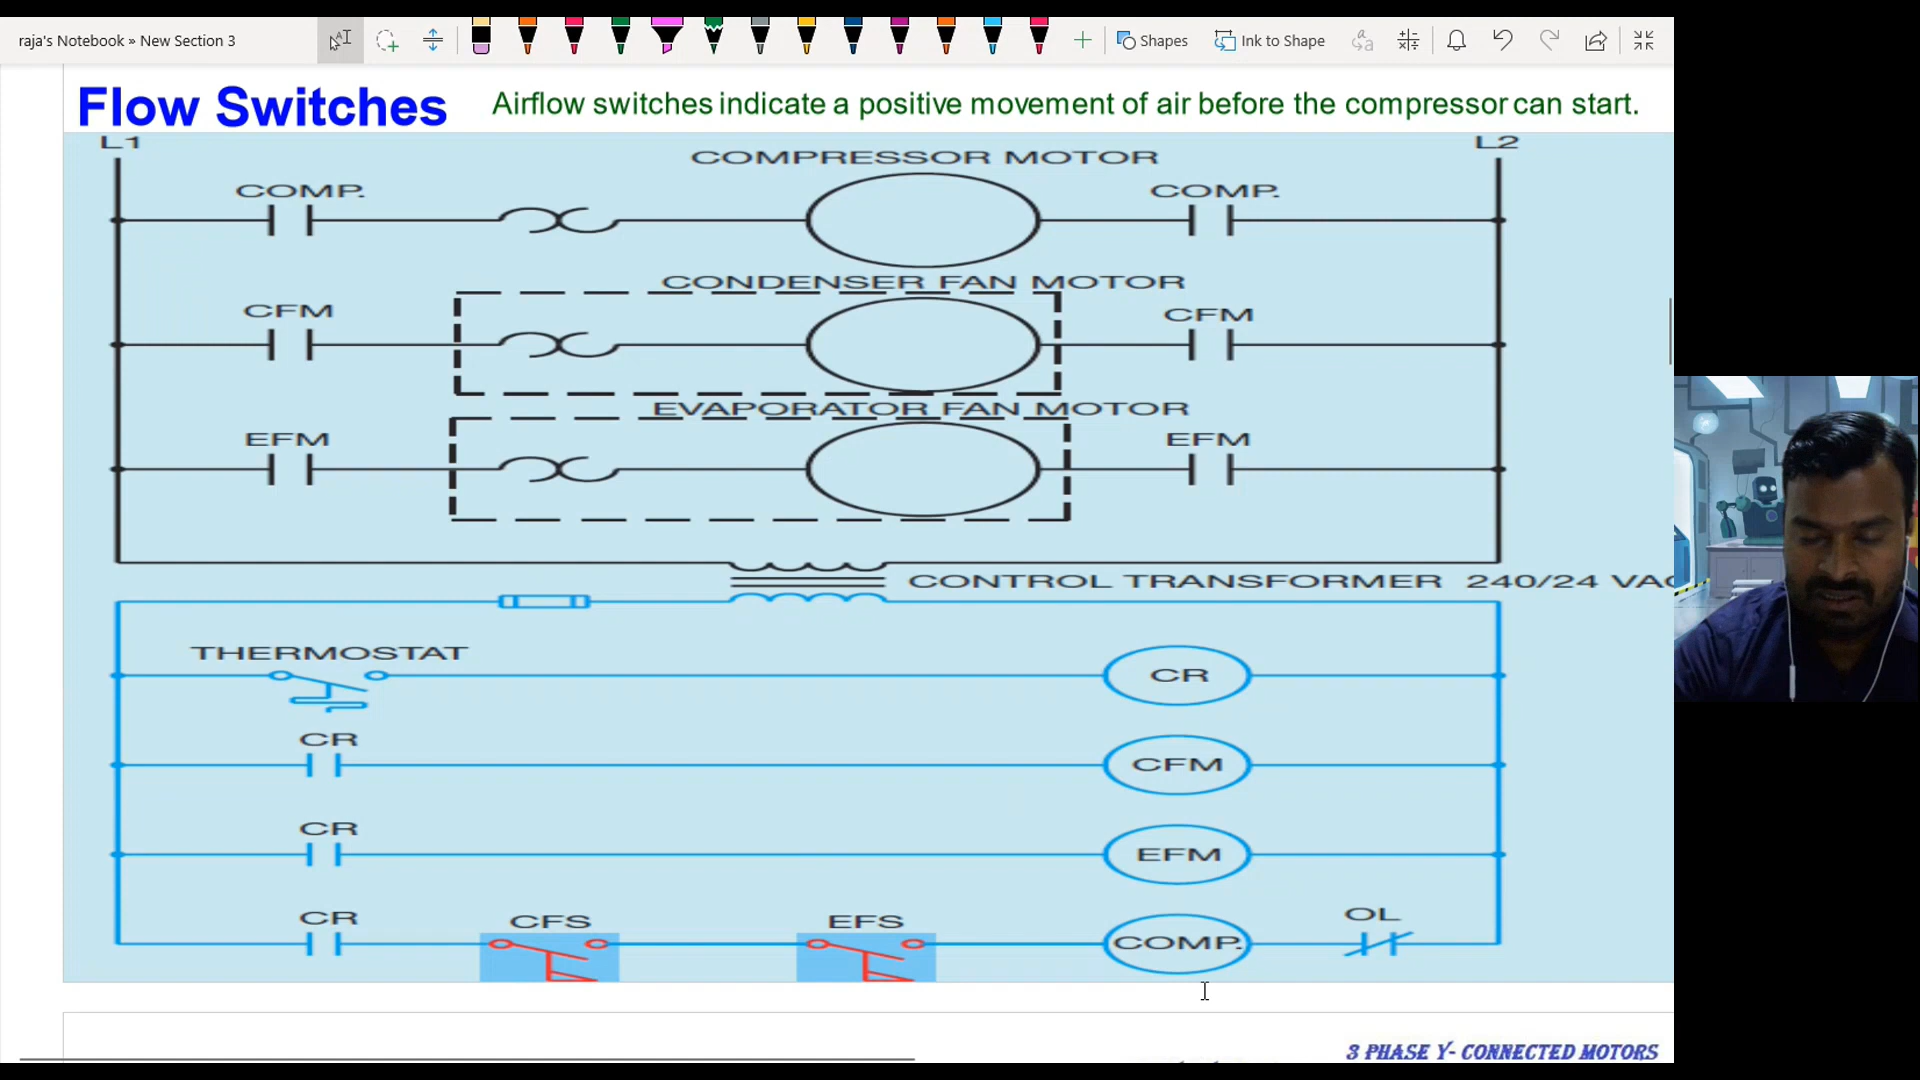 raja's Notebook » New Section 3
Shapes
Ink to Shape
Flow Switches
Airflow switches indicate a positive movement of air before the compressor can start.
L1
L2
COMPRESSOR MOTOR
COMP.
COMP.
CONDENSER FAN MOTOR
CFM
CFM
EVAPORATOR FAN MOTOR
EFM
EFM
CONTROL TRANSFORMER 240/24 VAC
THERMOSTAT
CR
CR
CFM
CR
EFM
CR
CFS
EFS
COMP.
OL
3 PHASE Y- CONNECTED MOTORS